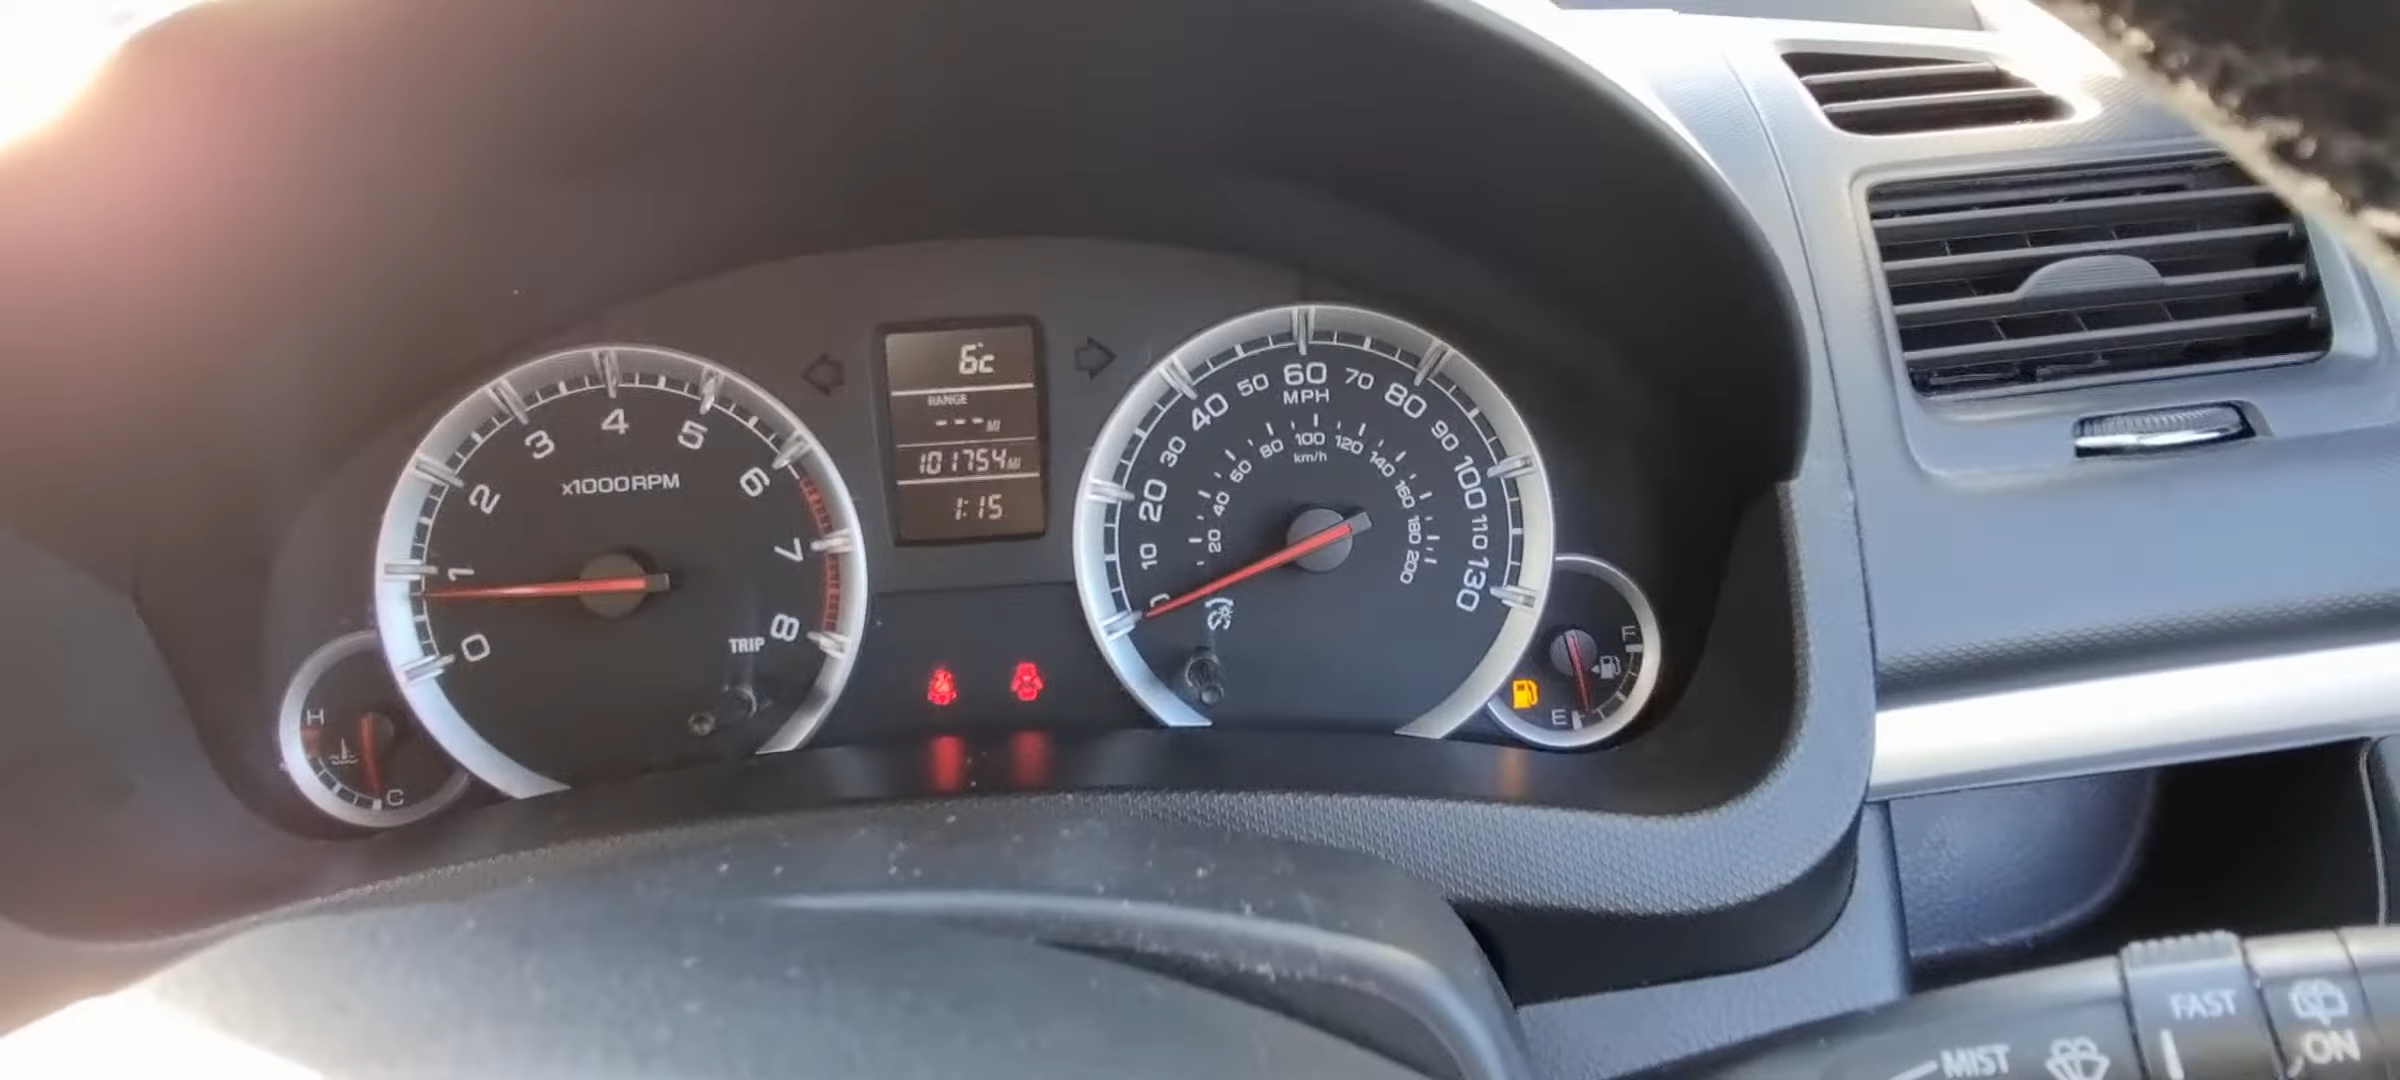 6°c
RANGE
---MI
101754MI
1:15
0 1 2 3 4 5 6 7 8
x1000RPM
TRIP
H
C
0 10 20 30 40 50 60 70 80 90 100 110 130
MPH
20 40 60 80 100 120 140 160 180 200
km/h
F
E
FAST
MIST
ON